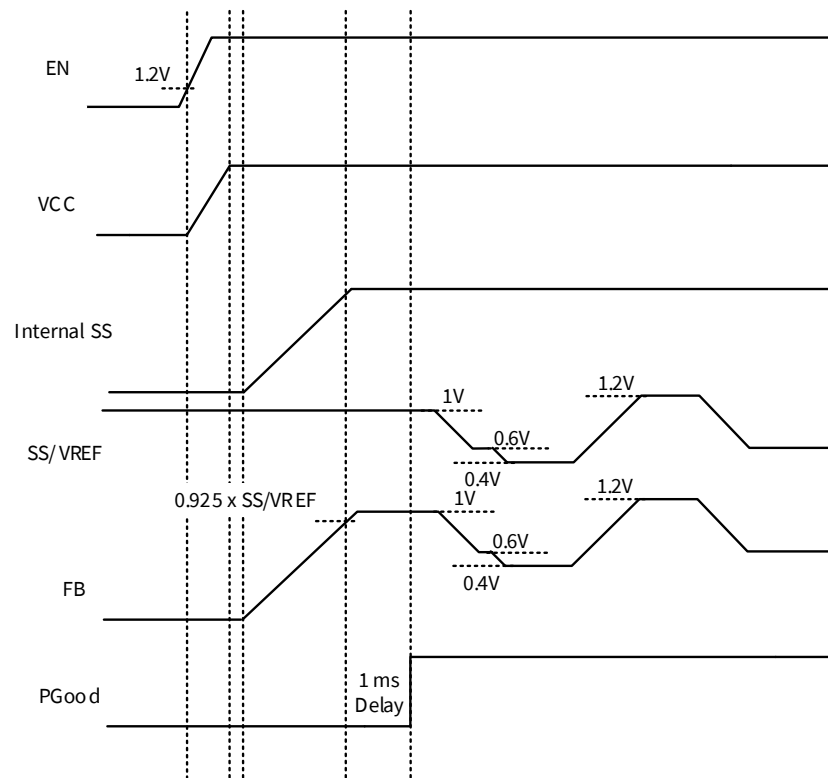 EN
1.2V
VCC
Internal SS
1V
1.2V
SS/VREF
0.6V
0.4V
0.925 x SS/VREF
1V
1.2V
0.6V
0.4V
FB
PGood
1 ms
Delay